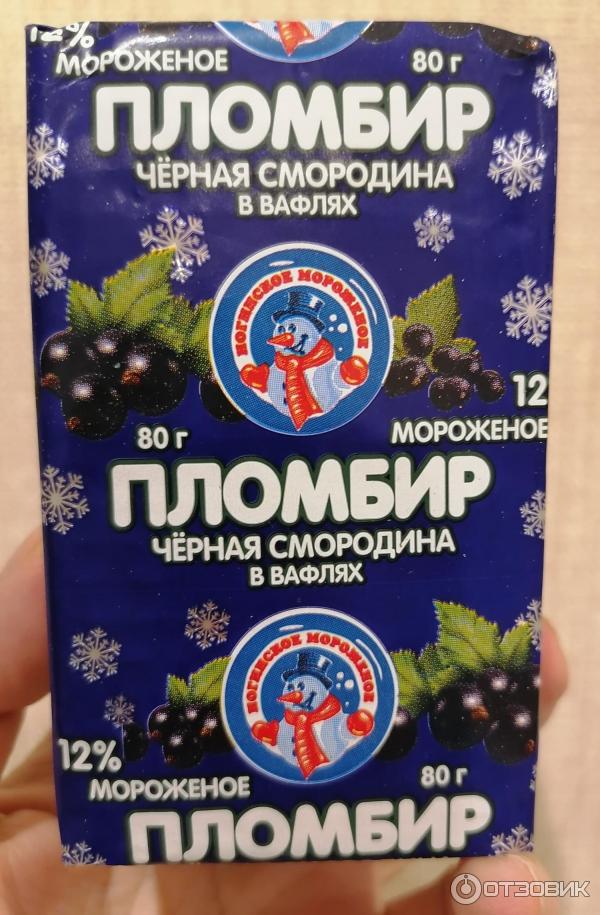 12%
МОРОЖЕНОЕ 80 г
ПЛОМБИР
ЧЁРНАЯ СМОРОДИНА
В ВАФЛЯХ
НОГИНСКОЕ МОРОЖЕНОЕ
12
80 г МОРОЖЕНОЕ
ПЛОМБИР
ЧЁРНАЯ СМОРОДИНА
В ВАФЛЯХ
НОГИНСКОЕ МОРОЖЕНОЕ
12%
МОРОЖЕНОЕ 80 г
ПЛОМБИР
ОТЗОВИК